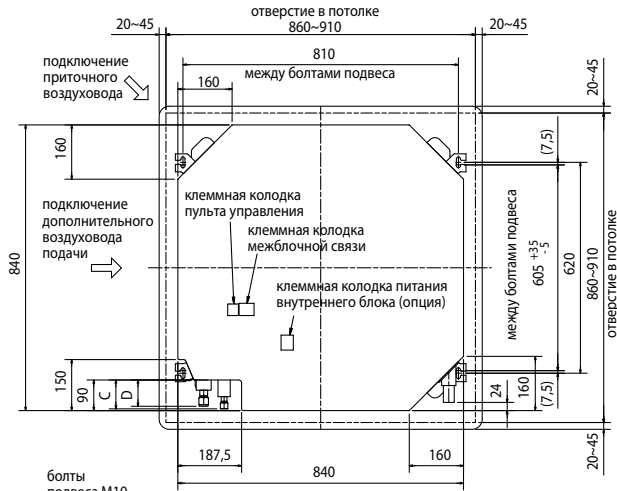 отверстие в потолке
20~45
860~910
20~45
810
между болтами подвеса
160
подключение
приточного
воздуховода
20~45
(7,5)
160
клеммная колодка
пульта управления
клеммная колодка
межблочной связи
клеммная колодка питания
внутреннего блока (опция)
подключение
дополнительного
воздуховода
подачи
840
между болтами подвеса
605 +35 -5
620
860~910
отверстие в потолке
150
90
C
D
24
160
(7,5)
187,5
160
840
20~45
болты
подвеса М10